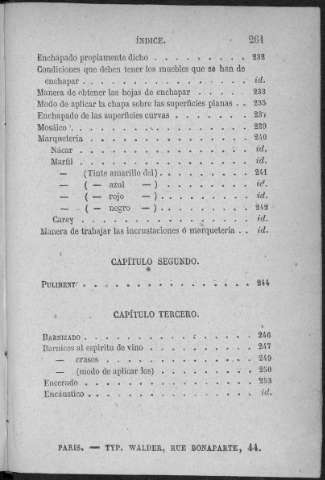 ÍNDICE. 261
Enchapado propiamente dicho . . . . . . . . 232
Condiciones que deben tener los muebles que se han de
enchapar . . . . . . . . . . . . . id.
Manera de obtener las hojas de enchapar . . . . . 233
Modo de aplicar la chapa sobre las superficies planas . . 235
Enchapado de las superficies curvas . . . . . . 237
Mosáico . . . . . . . . . . . . . . 239
Marquetería . . . . . . . . . . . . . 240
Nácar . . . . . . . . . . . . . . id.
Marfil . . . . . . . . . . . . . . id.
— (Tinte amarillo del) . . . . . . . . . 241
— ( — azul — ) . . . . . . . . . id.
— ( — rojo — ) . . . . . . . . . id.
— ( — negro — ) . . . . . . . . . 242
Carey . . . . . . . . . . . . . . id.
Manera de trabajar las incrustaciones ó marquetería . . id.
CAPÍTULO SEGUNDO.
PULIMENT . . . . . . . . . . . . . . 244
CAPÍTULO TERCERO.
BARNIZADO . . . . . . . . . . . . . 246
Barnices al espíritu de vino . . . . . . . . . 247
— crasos . . . . . . . . . . . . 249
— (modo de aplicar los) . . . . . . . . 250
Encerado . . . . . . . . . . . . . . 253
Encáustico . . . . . . . . . . . . . id.
PARIS. — TYP. WALDER, RUE BONAPARTE, 44.